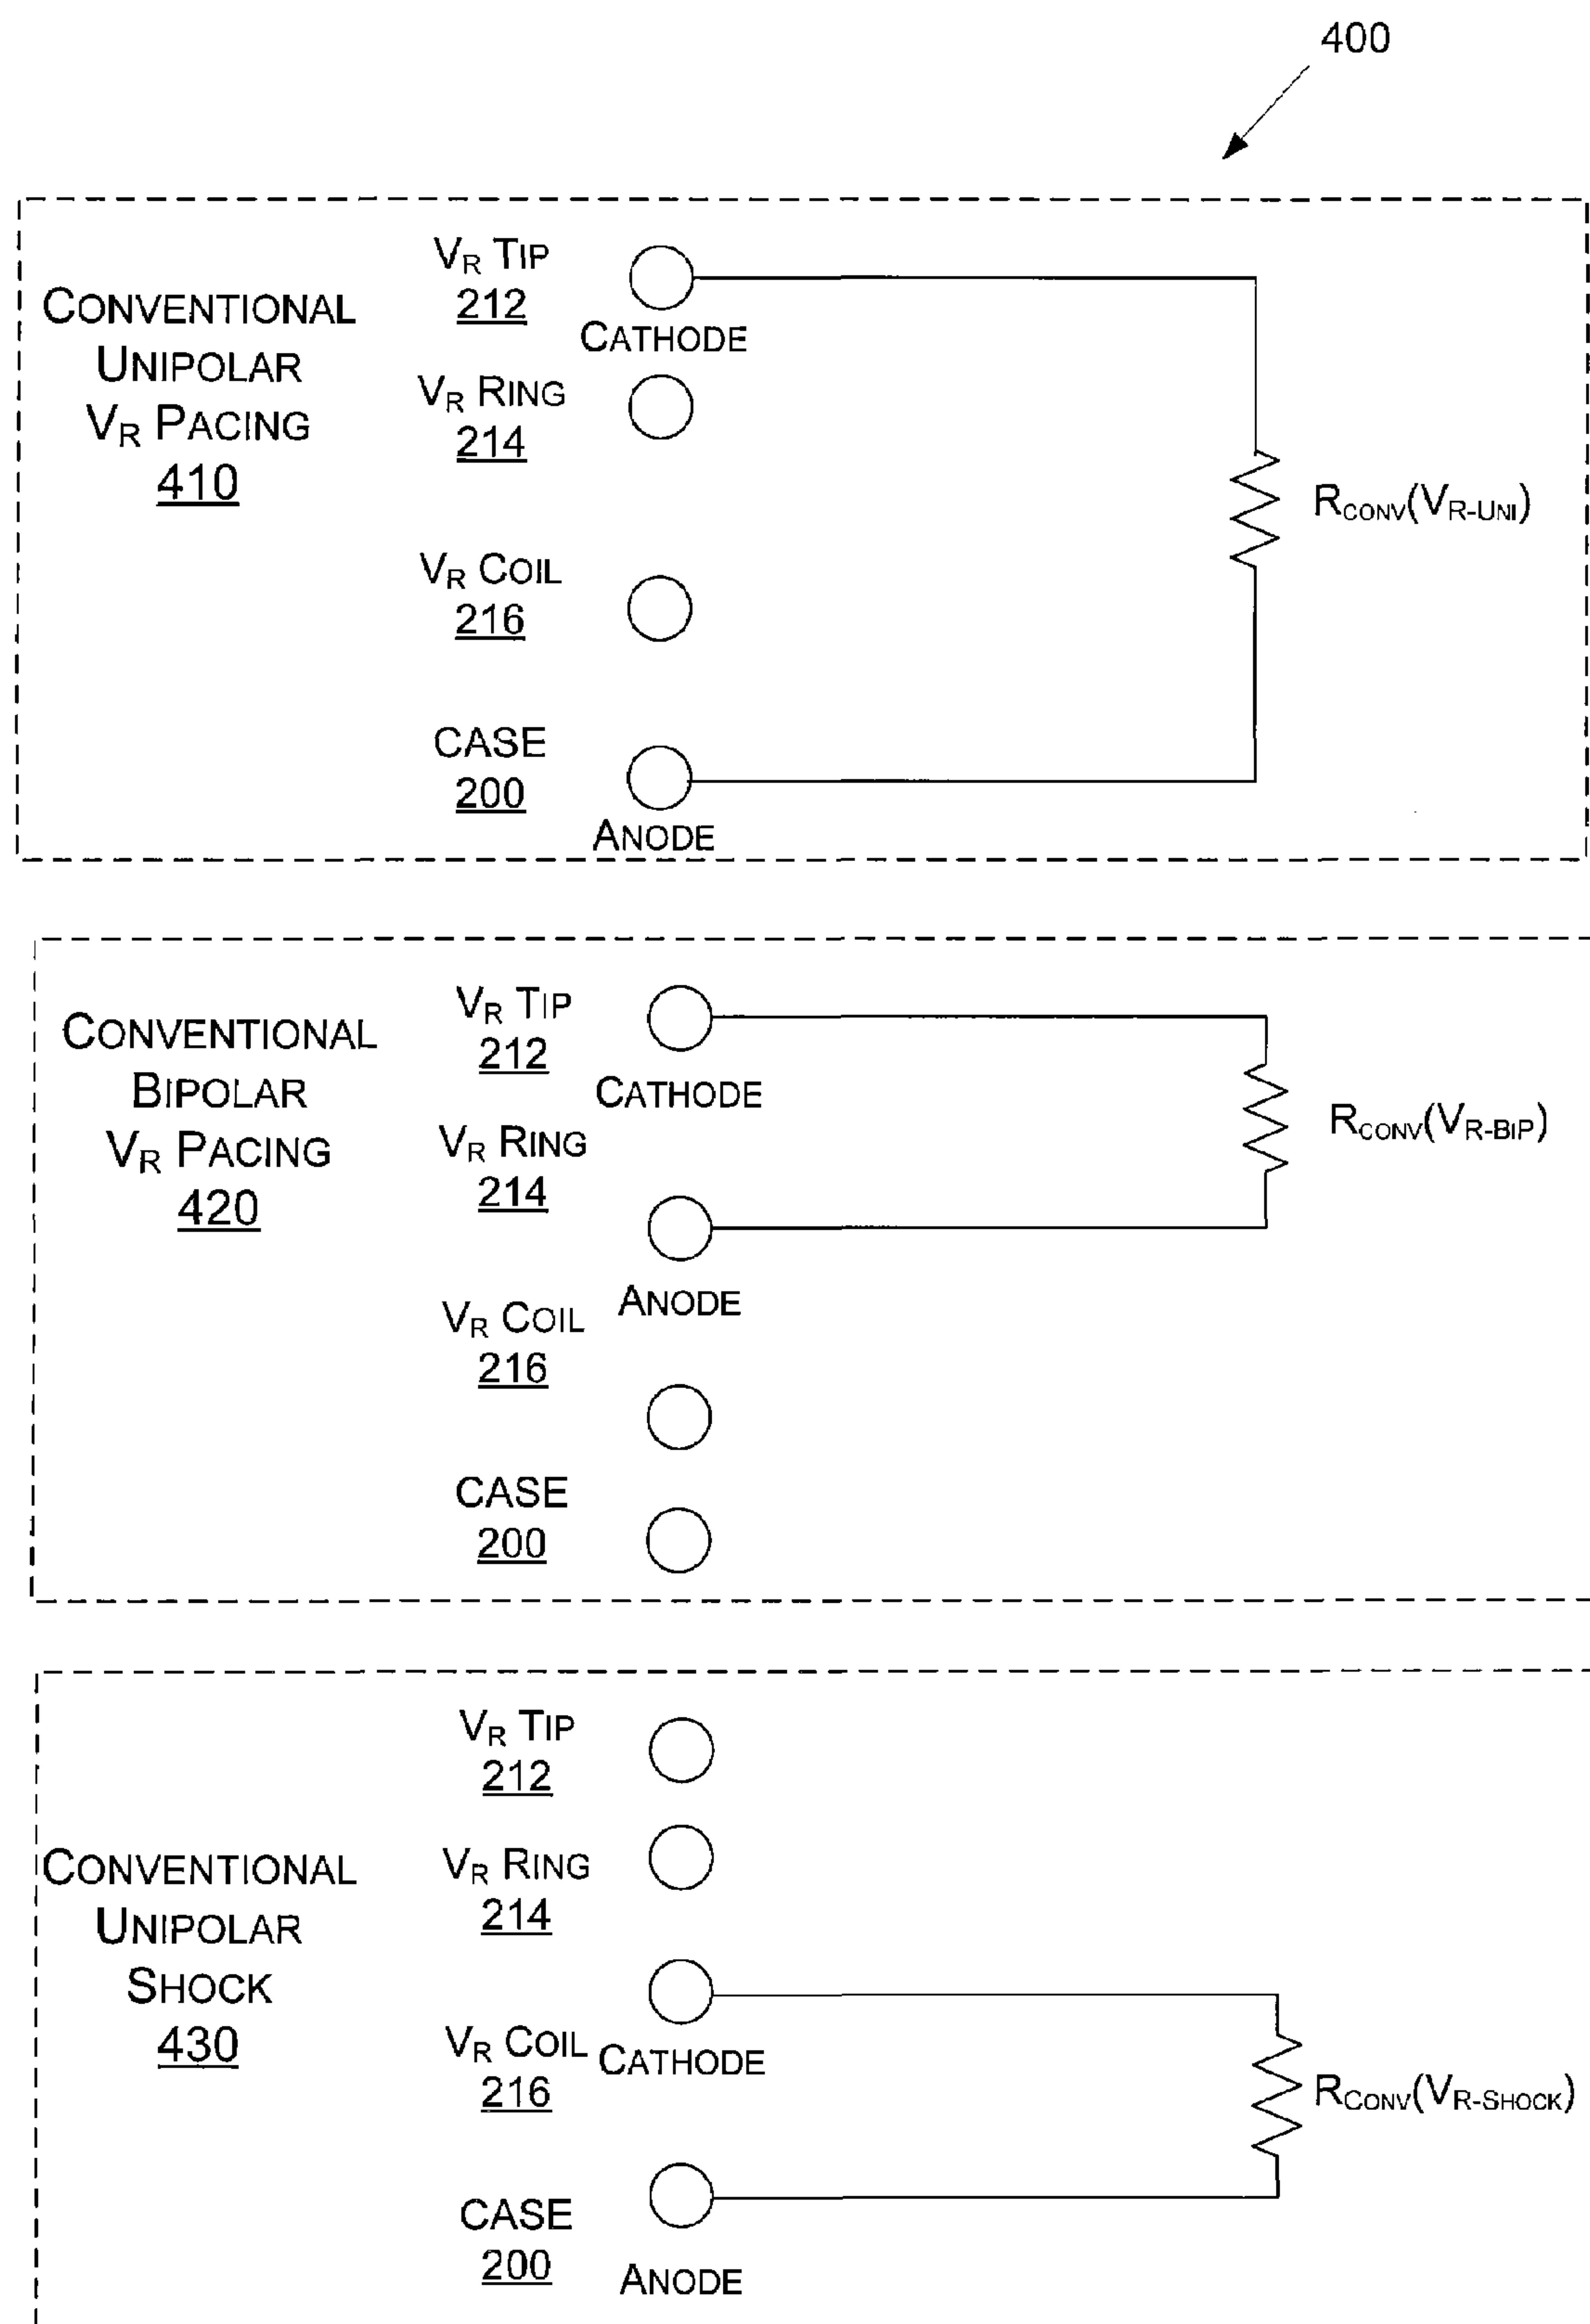 400
VR TIP
212
CATHODE
CONVENTIONAL
UNIPOLAR
VR PACING
410
VR RING
214
RCONV(VR-UNI)
VR COIL
216
CASE
200
ANODE
VR TIP
212
CATHODE
CONVENTIONAL
BIPOLAR
VR PACING
420
VR RING
214
RCONV(VR-BIP)
ANODE
VR COIL
216
CASE
200
VR TIP
212
CONVENTIONAL
UNIPOLAR
SHOCK
430
VR RING
214
VR COIL
216
CATHODE
RCONV(VR-SHOCK)
CASE
200
ANODE